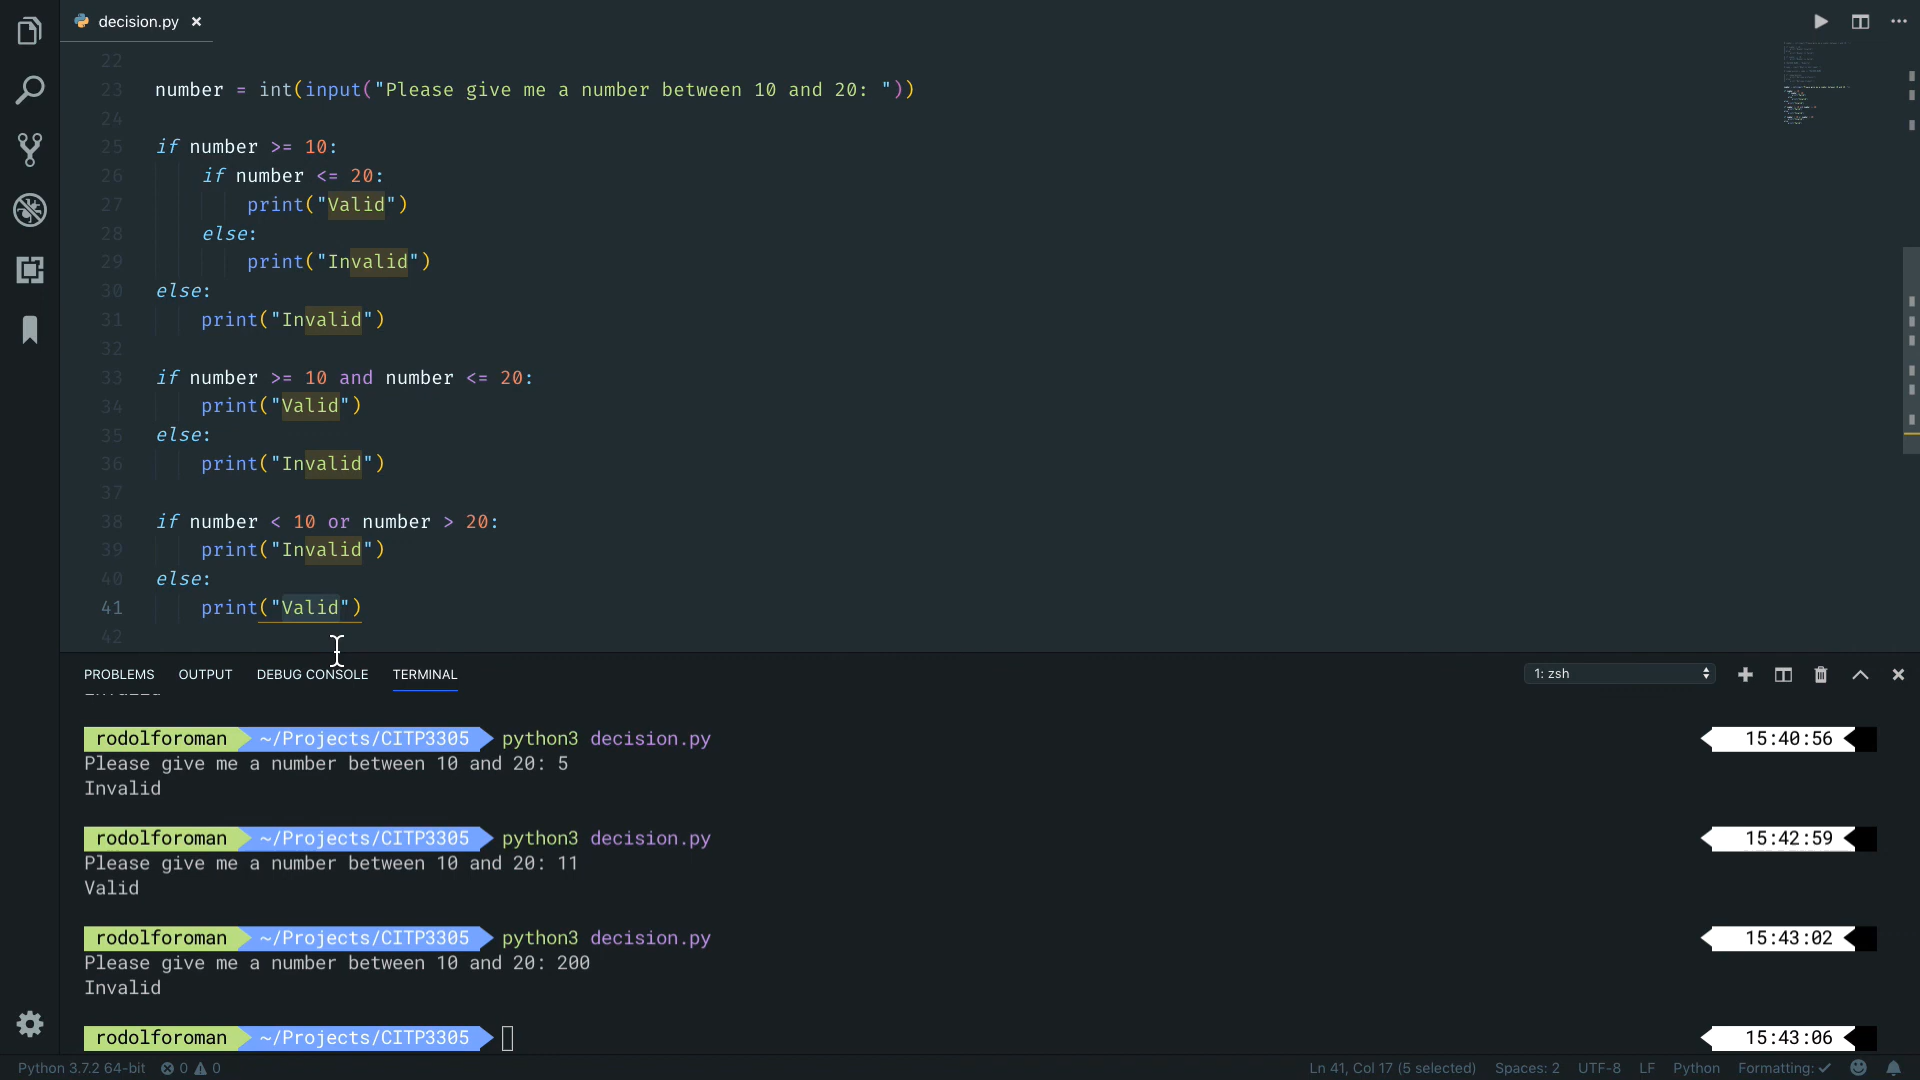 decision.py
22
23 number = int(input("Please give me a number between 10 and 20: "))
24
25 if number >= 10:
26 if number <= 20:
27 print("Valid")
28 else:
29 print("Invalid")
30 else:
31 print("Invalid")
32
33 if number >= 10 and number <= 20:
34 print("Valid")
35 else:
36 print("Invalid")
37
38 if number < 10 or number > 20:
39 print("Invalid")
40 else:
41 print("Valid")
42
PROBLEMS OUTPUT DEBUG CONSOLE TERMINAL 1: zsh
rodolforoman ~/Projects/CITP3305 python3 decision.py 15:40:56
Please give me a number between 10 and 20: 5
Invalid
rodolforoman ~/Projects/CITP3305 python3 decision.py 15:42:59
Please give me a number between 10 and 20: 11
Valid
rodolforoman ~/Projects/CITP3305 python3 decision.py 15:43:02
Please give me a number between 10 and 20: 200
Invalid
rodolforoman ~/Projects/CITP3305 15:43:06
Python 3.7.2 64-bit 0 0 Ln 41, Col 17 (5 selected) Spaces: 2 UTF-8 LF Python Formatting: ✓